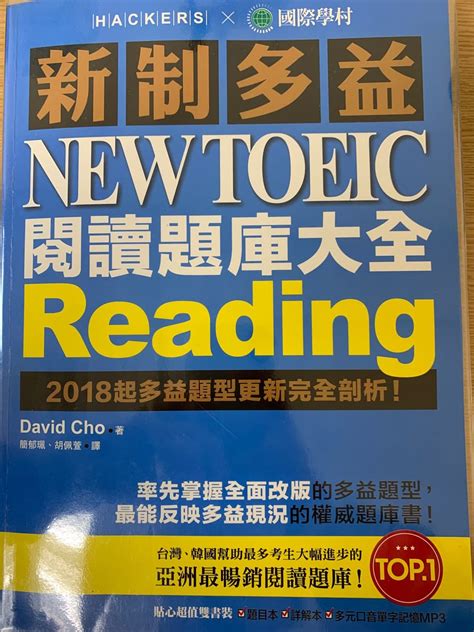 HACKERS × 國際學村
新制多益
NEW TOEIC
閱讀題庫大全
Reading
2018起多益題型更新完全剖析!
David Cho•著
簡郁珮、胡佩萱•譯
率先掌握全面改版的多益題型,
最能反映多益現況的權威題庫書!
台灣、韓國幫助最多考生大幅進步的
亞洲最暢銷閱讀題庫!
TOP.1
貼心超值雙書裝 題目本 詳解本 多元口音單字記憶MP3